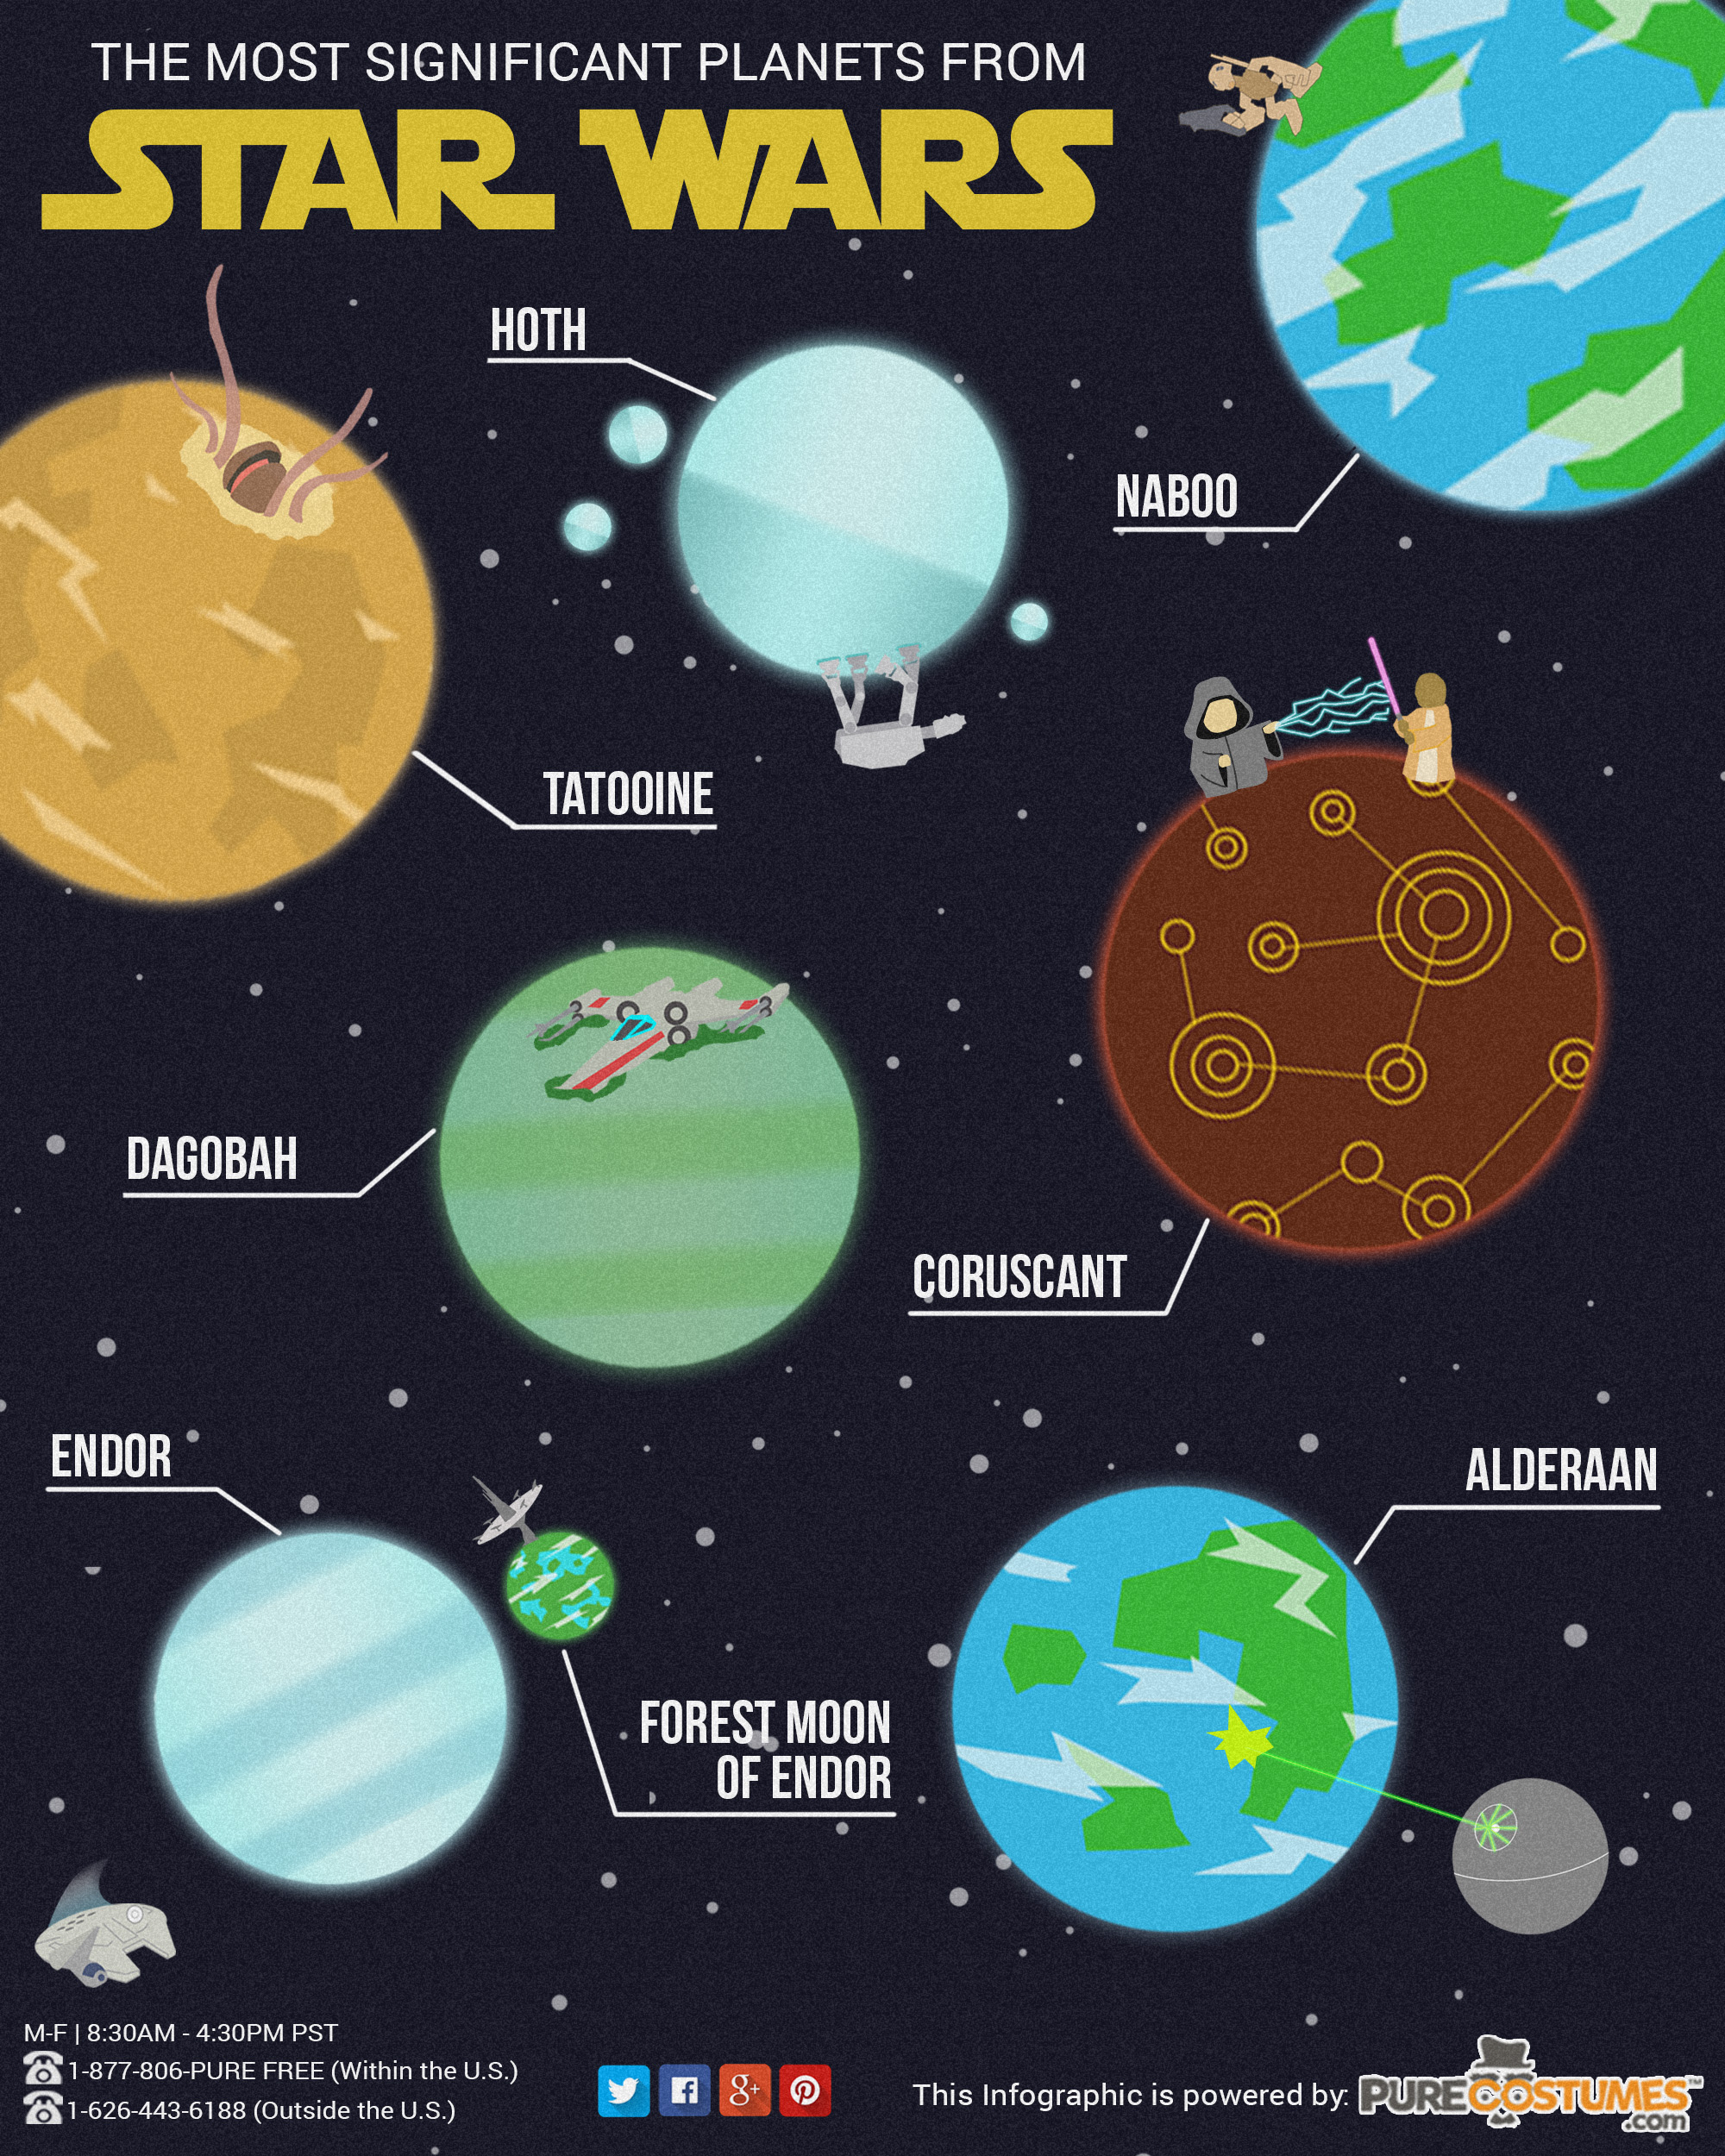 THE MOST SIGNIFICANT PLANETS FROM
STAR WARS
HOTH
NABOO
TATOOINE
DAGOBAH
CORUSCANT
ENDOR
ALDERAAN
FOREST MOON
OF ENDOR
M-F | 8:30AM - 4:30PM PST
1-877-806-PURE FREE (Within the U.S.)
1-626-443-6188 (Outside the U.S.)
g+
This Infographic is powered by: PURECOSTUMES™
.com